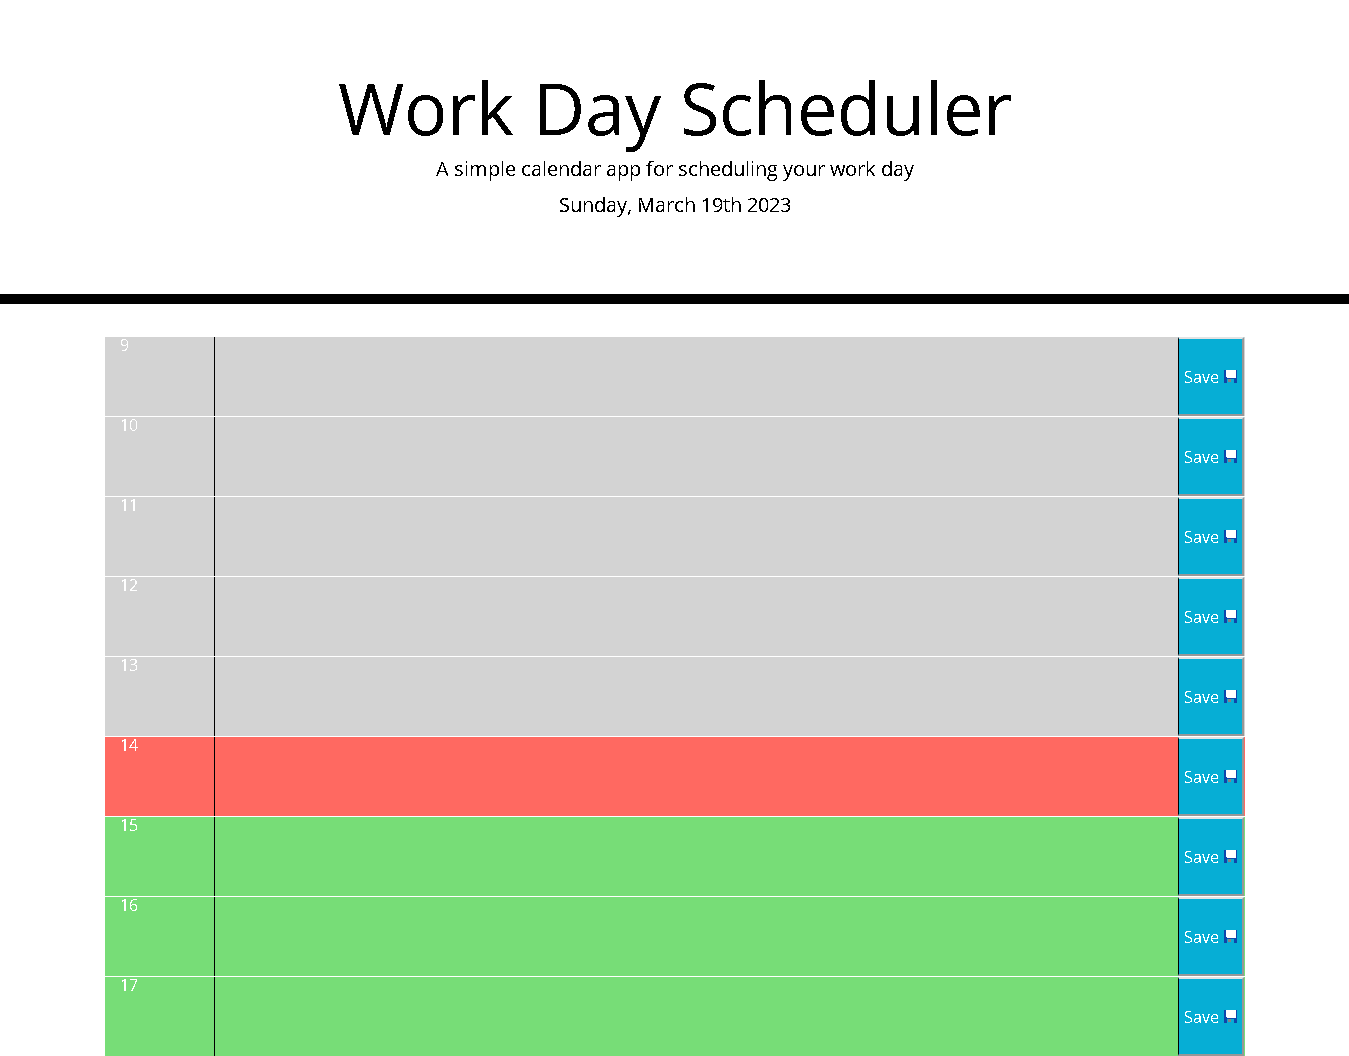 Work Day Scheduler
A simple calendar app for scheduling your work day
Sunday, March 19th 2023
9
Save
10
Save
11
Save
12
Save
13
Save
14
Save
15
Save
16
Save
17
Save